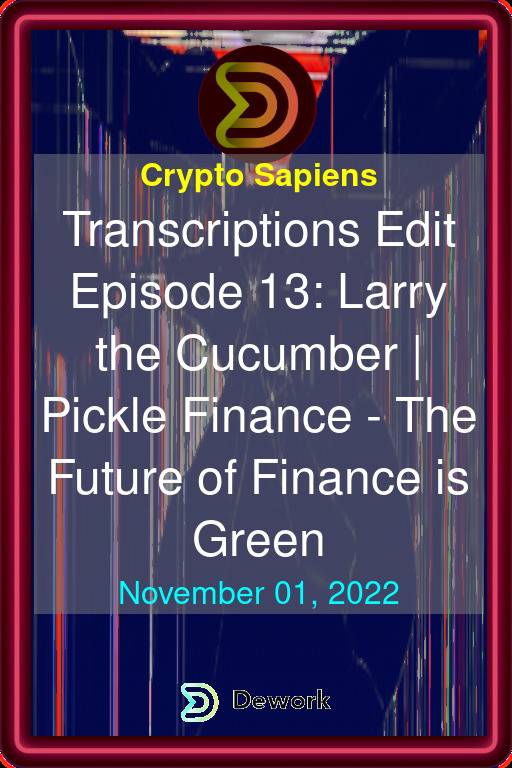 Crypto Sapiens
Transcriptions Edit
Episode 13: Larry
the Cucumber |
Pickle Finance - The
Future of Finance is
Green
November 01, 2022
Dework